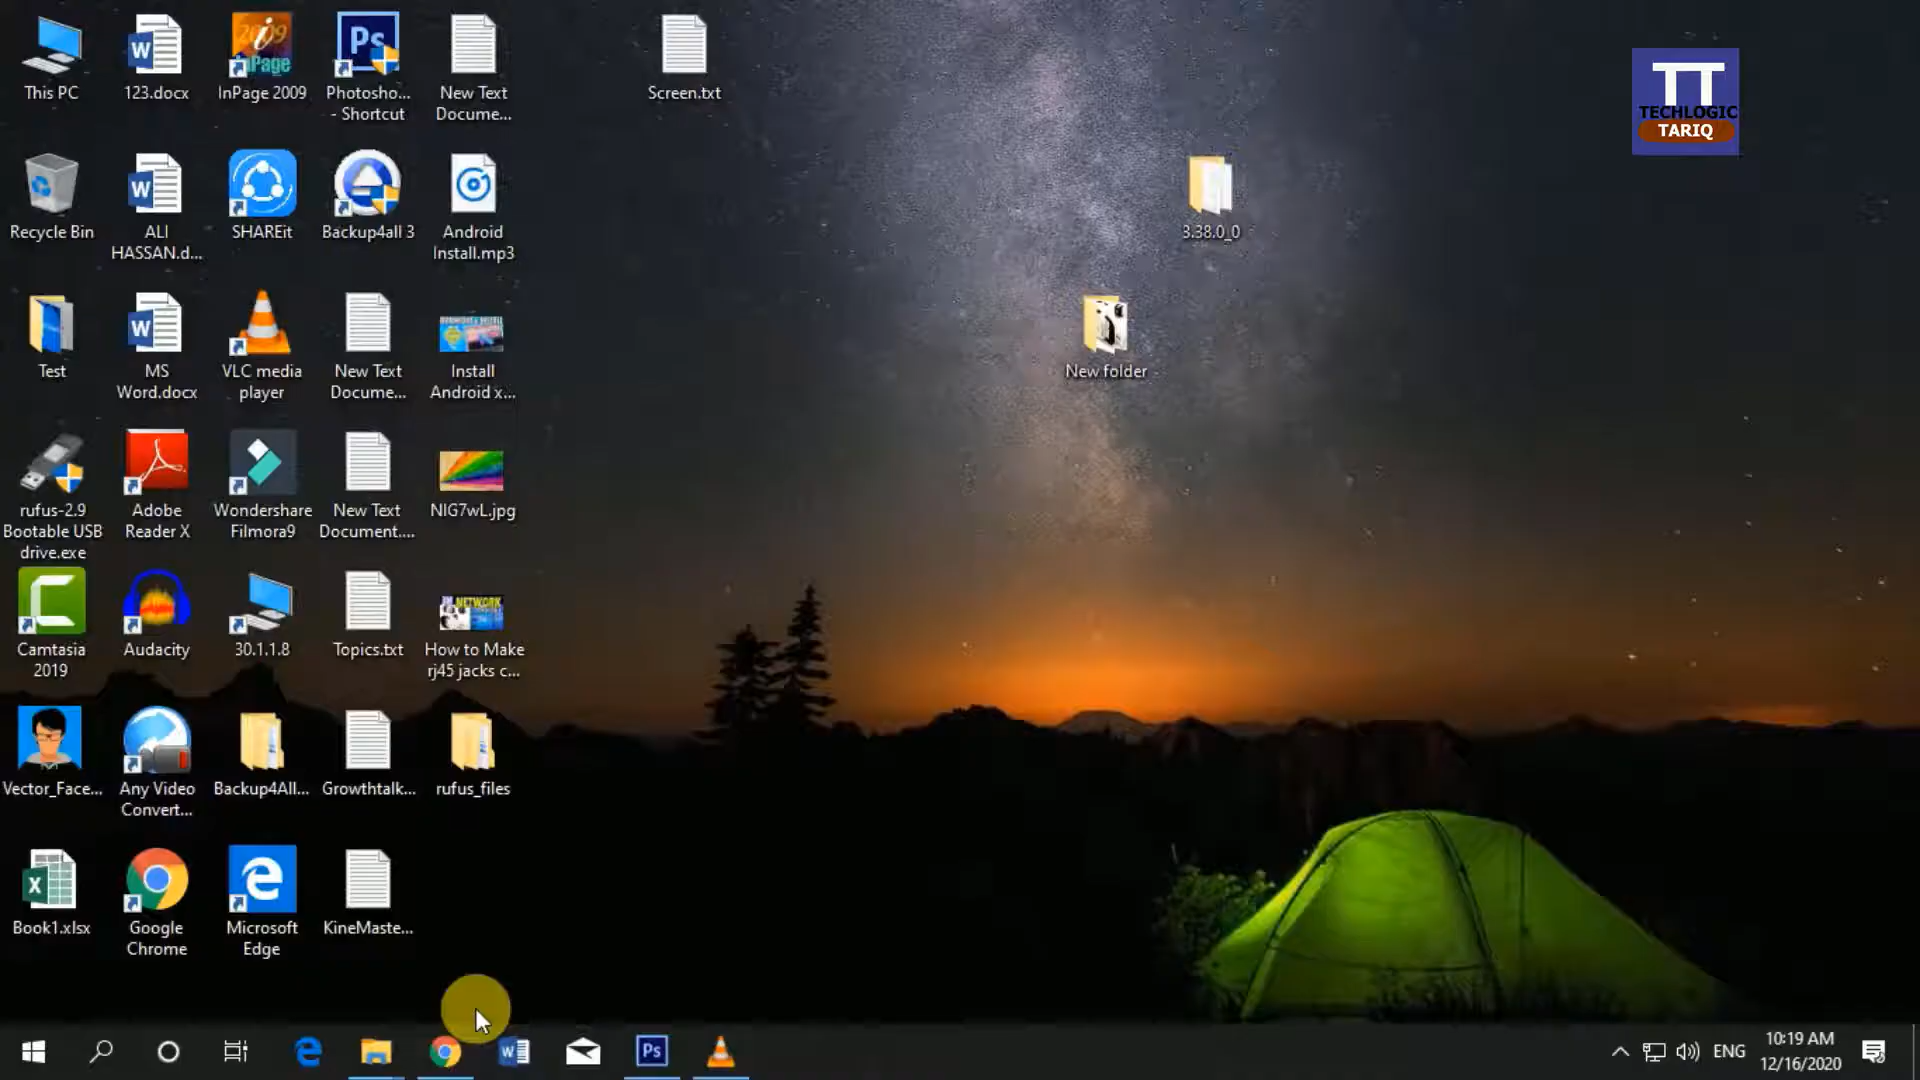 This PC
123.docx
InPage 2009
Photosho...
- Shortcut
New Text
Docume...
Screen.txt
TT
TECHLOGIC
TARIQ
Recycle Bin
ALI
HASSAN.d...
SHAREit
Backup4all 3
Android
Install.mp3
3.38.0_0
Test
MS
Word.docx
VLC media
player
New Text
Docume...
Install
Android x...
New folder
rufus-2.9
Bootable USB
drive.exe
Adobe
Reader X
Wondershare
Filmora9
New Text
Document....
NIG7wL.jpg
Camtasia
2019
Audacity
30.1.1.8
Topics.txt
How to Make
rj45 jacks c...
Vector_Face...
Any Video
Convert...
Backup4All...
Growthtalk...
rufus_files
Book1.xlsx
Google
Chrome
Microsoft
Edge
KineMaste...
ENG
10:19 AM
12/16/2020